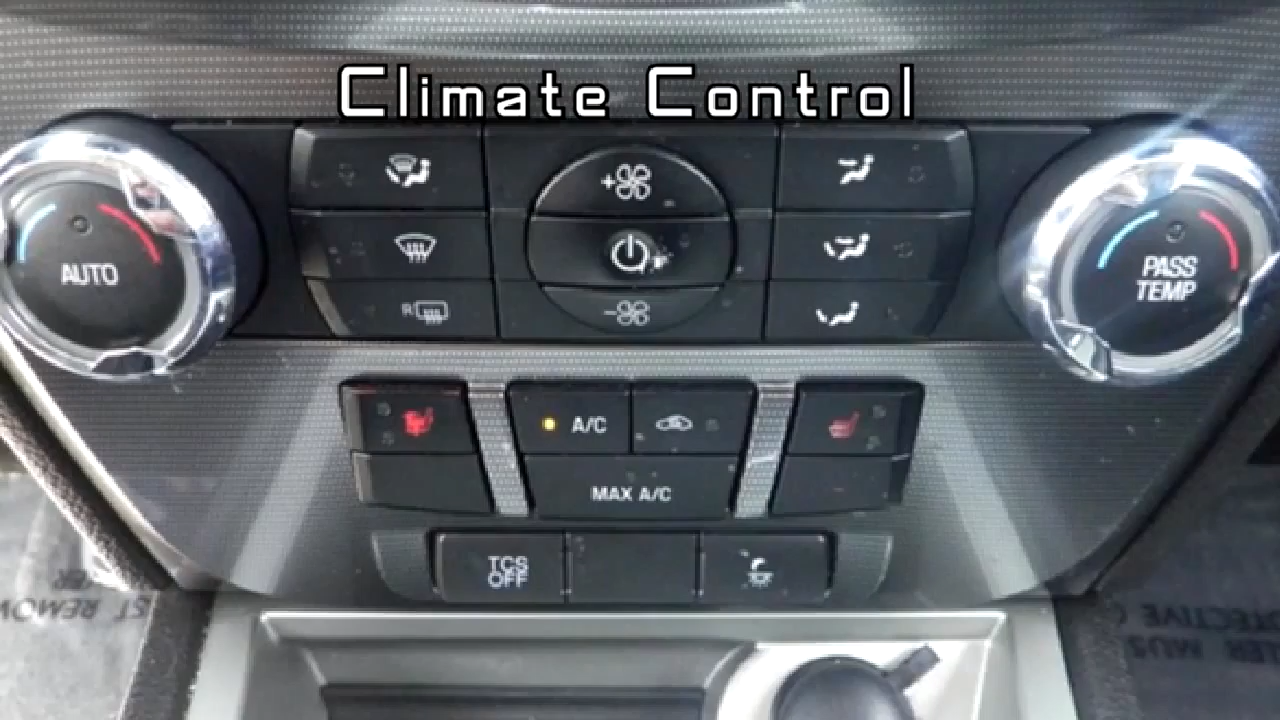 Climate Control
AUTO
PASS
TEMP
R
A/C
MAX A/C
TCS
OFF